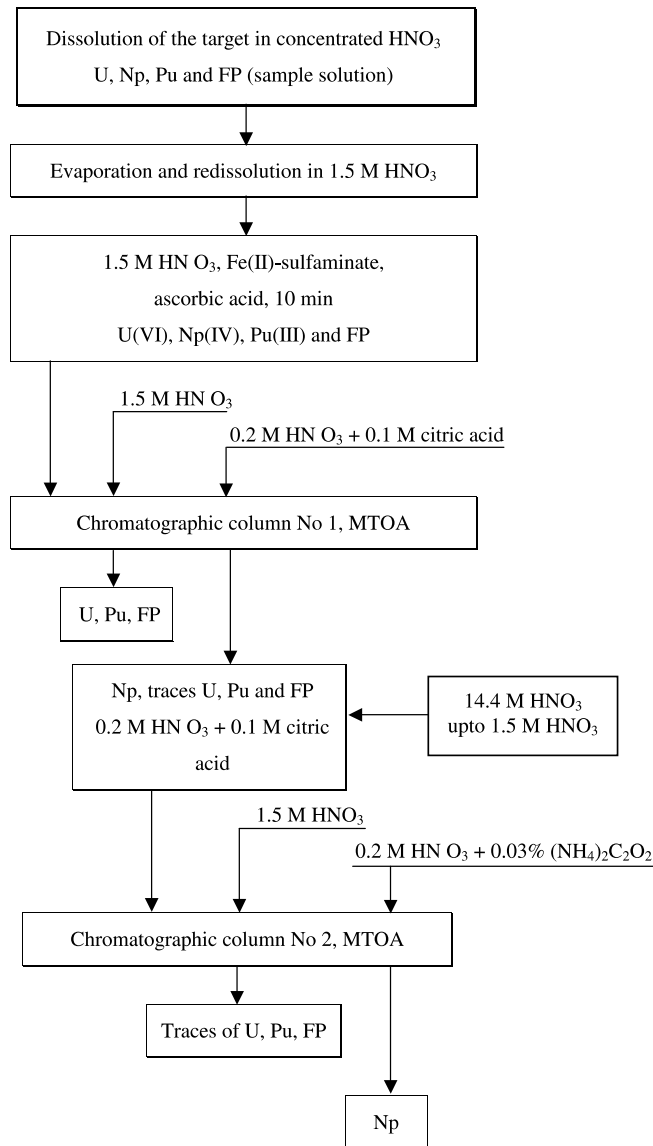 Dissolution of the target in concentrated HNO₃
U, Np, Pu and FP (sample solution)
Evaporation and redissolution in 1.5 M HNO₃
1.5 M HN O₃, Fe(II)-sulfaminate,
ascorbic acid, 10 min
U(VI), Np(IV), Pu(III) and FP
1.5 M HN O₃
0.2 M HN O₃ + 0.1 M citric acid
Chromatographic column No 1, MTOA
U, Pu, FP
Np, traces U, Pu and FP
0.2 M HN O₃ + 0.1 M citric
acid
14.4 M HNO₃
upto 1.5 M HNO₃
1.5 M HNO₃
0.2 M HN O₃ + 0.03% (NH₄)₂C₂O₂
Chromatographic column No 2, MTOA
Traces of U, Pu, FP
Np